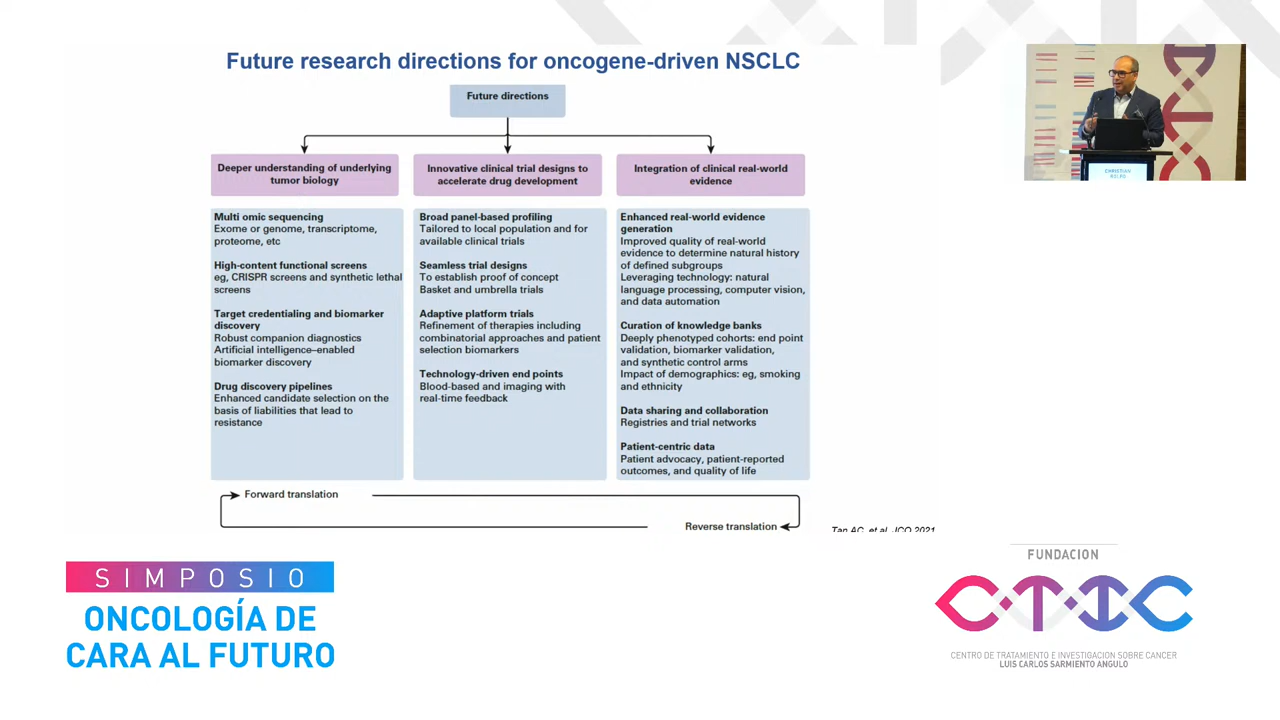 Future research directions for oncogene-driven NSCLC
Future directions
Deeper understanding of underlying
tumor biology
Innovative clinical trial designs to
accelerate drug development
Integration of clinical real-world
evidence
Multi omic sequencing
Exome or genome, transcriptome,
proteome, etc
High-content functional screens
eg, CRISPR screens and synthetic lethal
screens
Target credentialing and biomarker
discovery
Robust companion diagnostics
Artificial intelligence–enabled
biomarker discovery
Drug discovery pipelines
Enhanced candidate selection on the
basis of liabilities that lead to
resistance
Broad panel-based profiling
Tailored to local population and for
available clinical trials
Seamless trial designs
To establish proof of concept
Basket and umbrella trials
Adaptive platform trials
Refinement of therapies including
combinatorial approaches and patient
selection biomarkers
Technology-driven end points
Blood-based and imaging with
real-time feedback
Enhanced real-world evidence
generation
Improved quality of real-world
evidence to determine natural history
of defined subgroups
Leveraging technology: natural
language processing, computer vision,
and data automation
Curation of knowledge banks
Deeply phenotyped cohorts: end point
validation, biomarker validation,
and synthetic control arms
Impact of demographics: eg, smoking
and ethnicity
Data sharing and collaboration
Registries and trial networks
Patient-centric data
Patient advocacy, patient-reported
outcomes, and quality of life
Forward translation
Reverse translation
Tan AC, et al. JCO 2021
CHRISTIAN
ROLFO
SIMPOSIO
ONCOLOGÍA DE
CARA AL FUTURO
FUNDACION
CTIC
CENTRO DE TRATAMIENTO E INVESTIGACION SOBRE CANCER
LUIS CARLOS SARMIENTO ANGULO